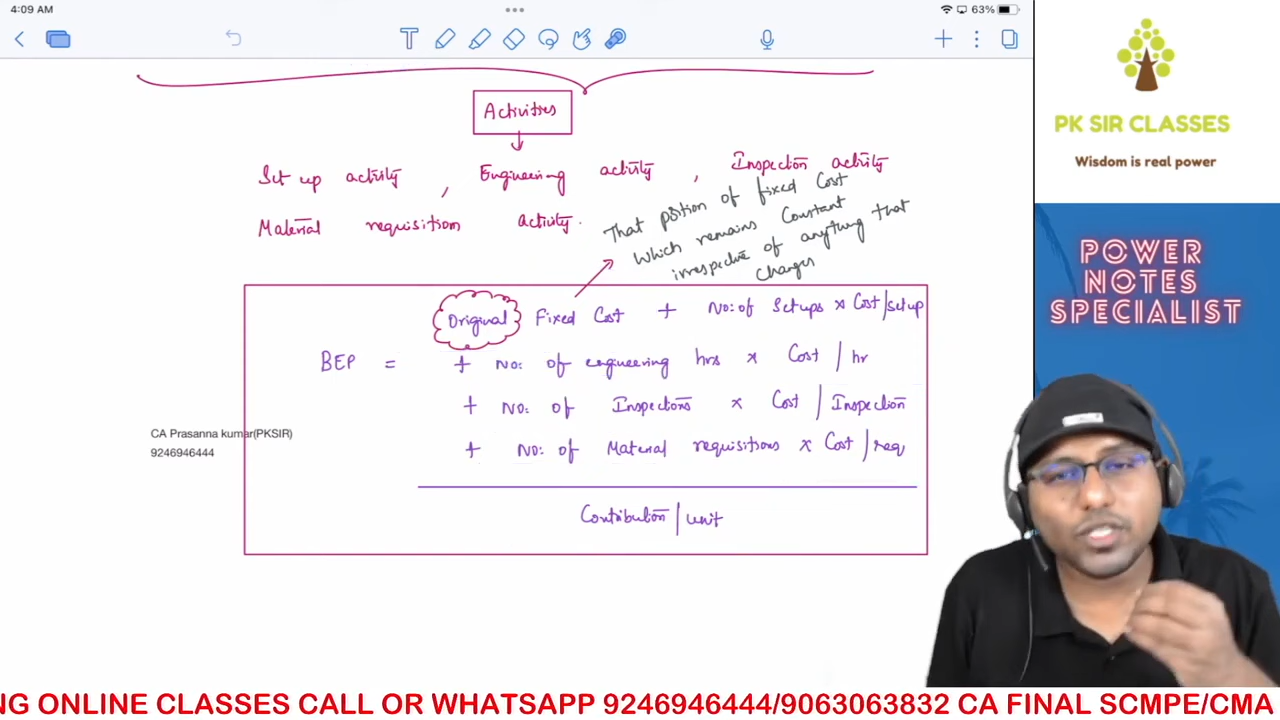 4:09 AM
63%
Activities
Set up activity , Engineering activity , Inspection activity
Material requisition activity.
That portion of fixed Cost
Which remains Constant
irrespective of anything that
Changes
Original Fixed Cost + No: of Setups x Cost/setup
BEP = + No: of engineering hrs x Cost / hr
+ No: of Inspections x Cost / Inspection
+ No: of Material requisitions x Cost / req
Contribution / unit
CA Prasanna kumar(PKSIR)
9246946444
PK SIR CLASSES
Wisdom is real power
POWER
NOTES
SPECIALIST
NG ONLINE CLASSES CALL OR WHATSAPP 9246946444/9063063832 CA FINAL SCMPE/CMA